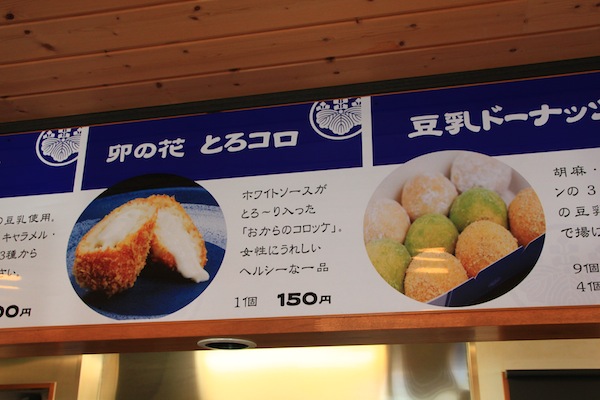 の豆乳使用。
キャラメル・
3種から
さい。
00円
卯の花 とろコロ
ホワイトソースが
とろ～り入った
「おからのコロッケ」。
女性にうれしい
ヘルシーな一品
1個 150円
豆乳ドーナッツ
胡麻・
ンの3
の豆乳
で揚げ
9個
4個